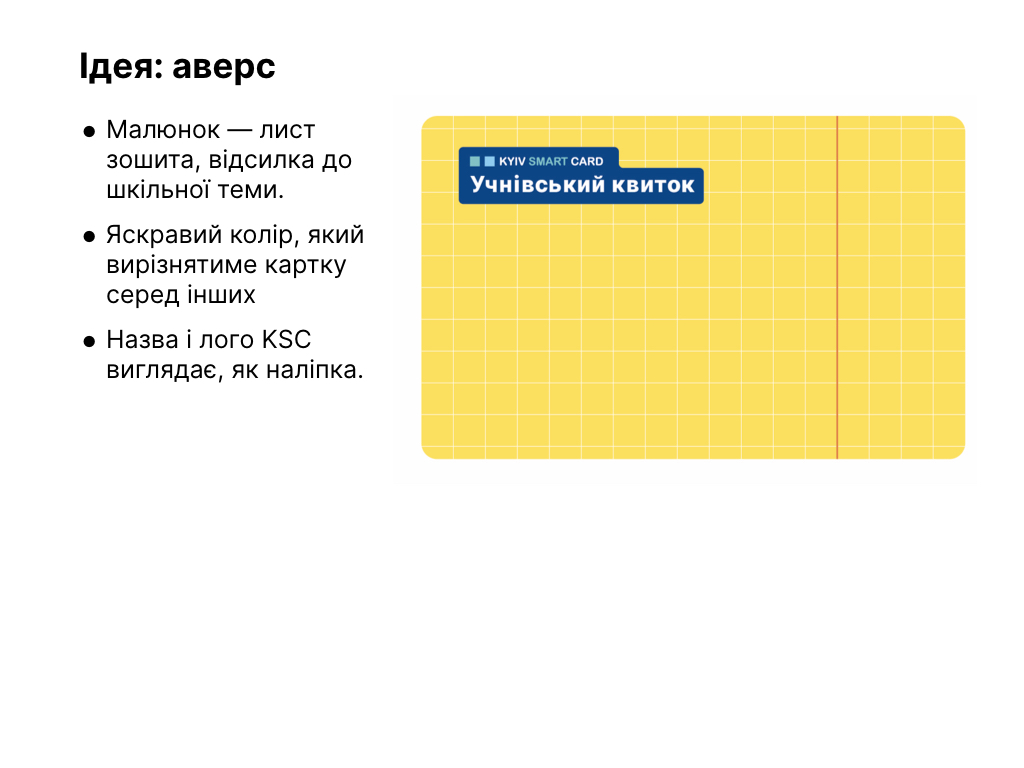 Ідея: аверс
● Малюнок — лист
зошита, відсилка до
шкільної теми.
● Яскравий колір, який
вирізнятиме картку
серед інших
● Назва і лого KSC
виглядає, як наліпка.
KYIV SMART CARD
Учнівський квиток